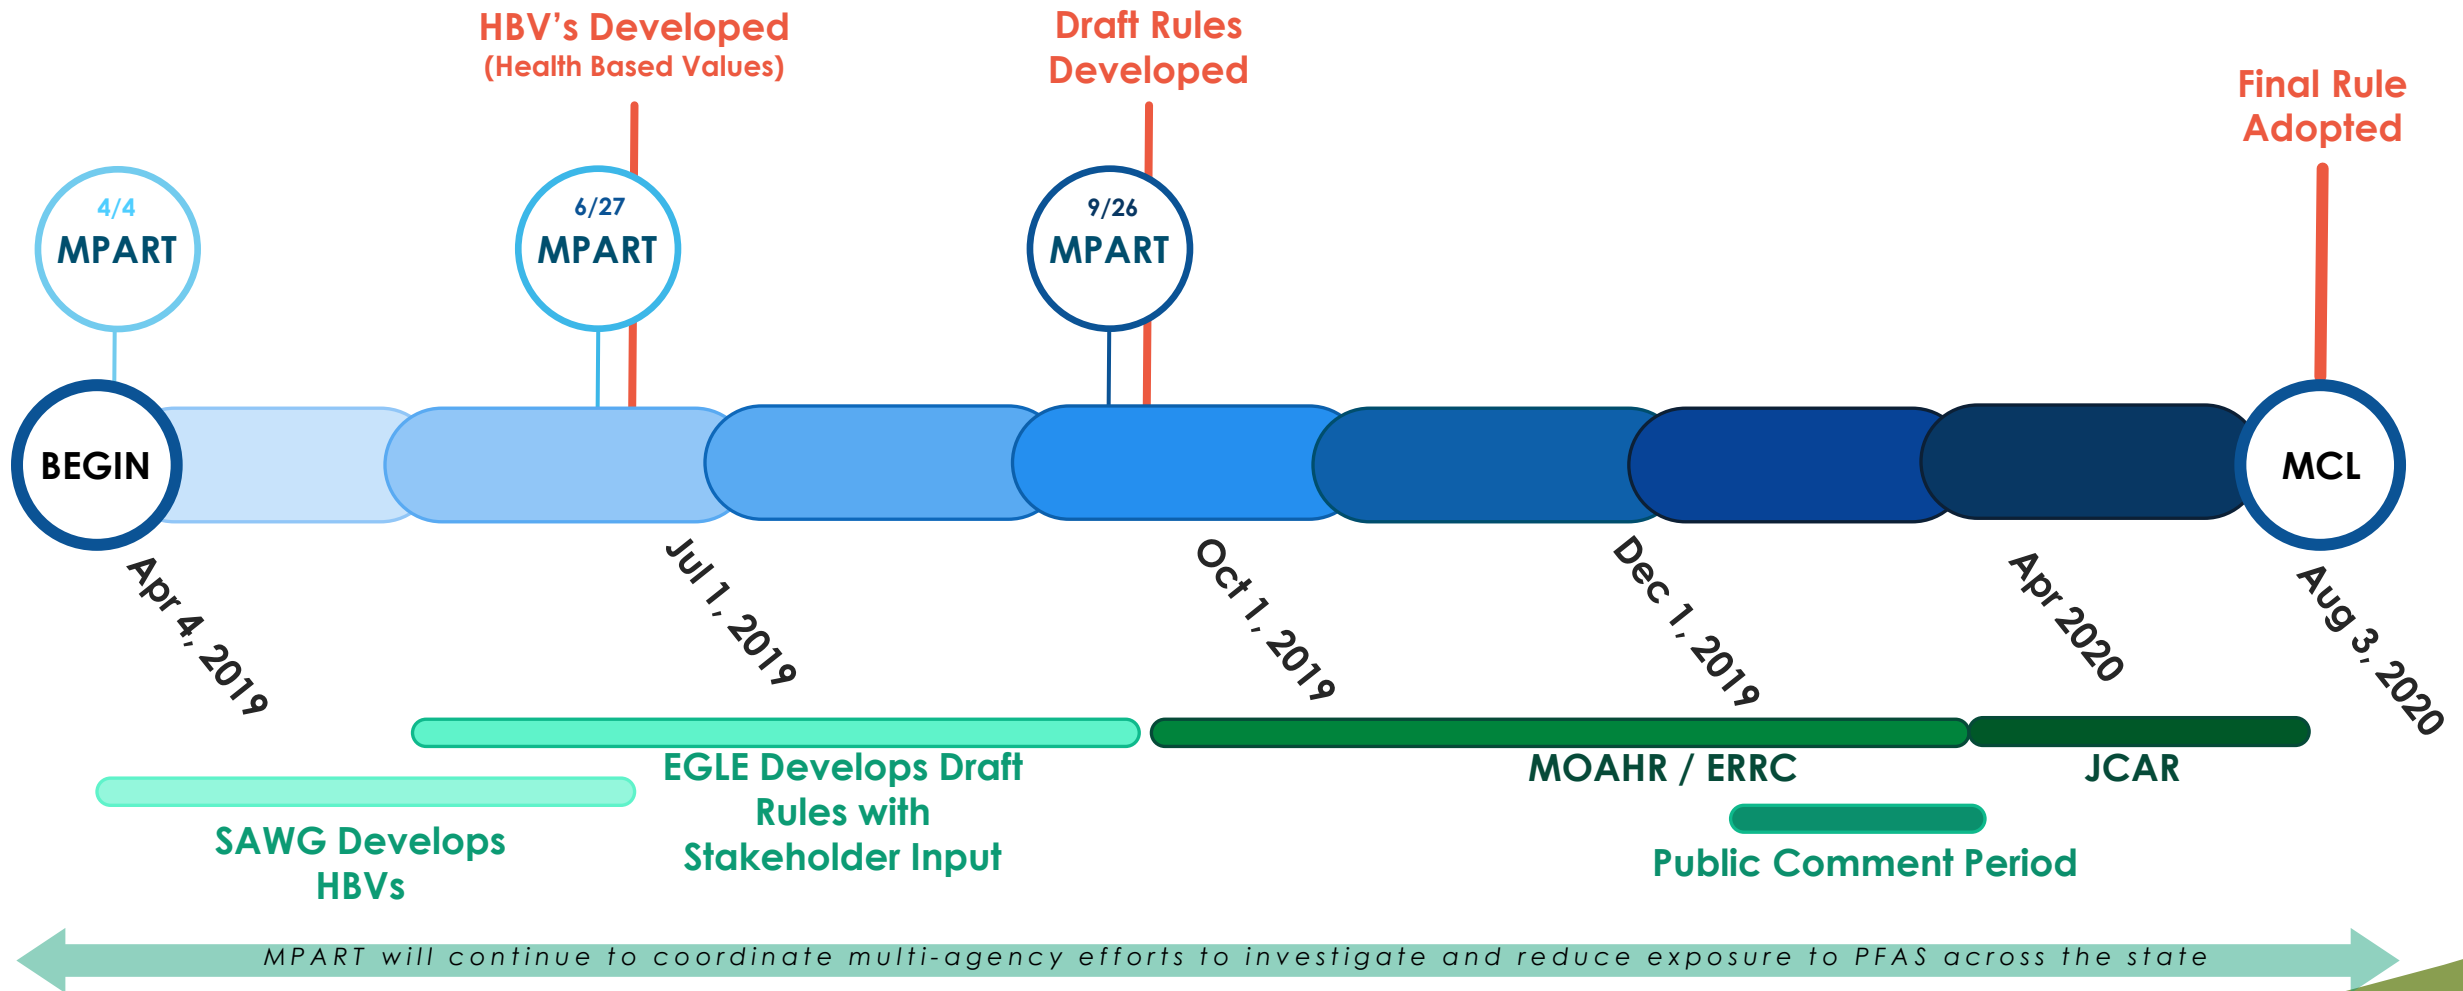 HBV’s Developed
(Health Based Values)
Draft Rules
Developed
Final Rule
Adopted
4/4
MPART
6/27
MPART
9/26
MPART
BEGIN
MCL
Apr 4, 2019
Jul 1, 2019
Oct 1, 2019
Dec 1, 2019
Apr 2020
Aug 3, 2020
EGLE Develops Draft
Rules with
Stakeholder Input
MOAHR / ERRC
JCAR
SAWG Develops
HBVs
Public Comment Period
MPART will continue to coordinate multi-agency efforts to investigate and reduce exposure to PFAS across the state